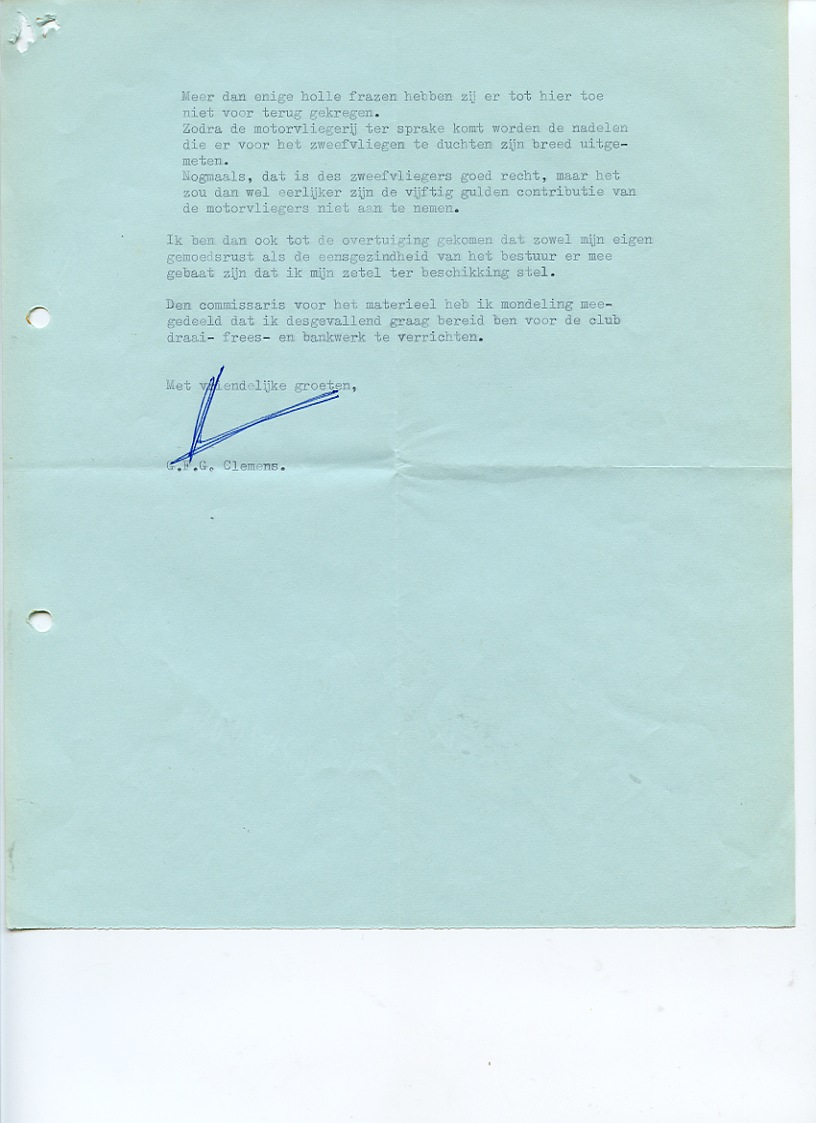 Meer dan enige holle frazen hebben zij er tot hier toe
niet voor terug gekregen.
Zodra de motorvliegerij ter sprake komt worden de nadelen
die er voor het zweefvliegen te duchten zijn breed uitge-
meten.
Nogmaals, dat is des zweefvliegers goed recht, maar het
zou dan wel eerlijker zijn de vijftig gulden contributie van
de motorvliegers niet aan te nemen.
Ik ben dan ook tot de overtuiging gekomen dat zowel mijn eigen
gemoedsrust als de eensgezindheid van het bestuur er mee
gebaat zijn dat ik mijn zetel ter beschikking stel.
Den commissaris voor het materieel heb ik mondeling mee-
gedeeld dat ik desgevallend graag bereid ben voor de club
draai- frees- en bankwerk te verrichten.
Met vriendelijke groeten,
G.F.G. Clemens.